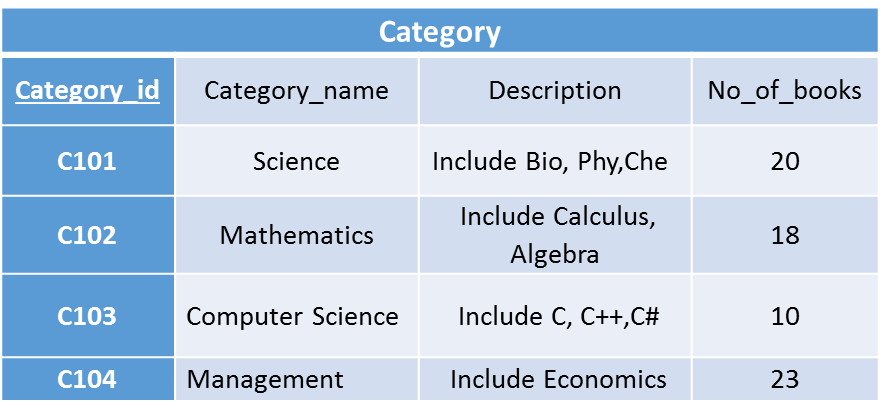 Category
Category_id Category_name Description No_of_books
C101 Science Include Bio, Phy,Che 20
C102 Mathematics Include Calculus, Algebra 18
C103 Computer Science Include C, C++,C# 10
C104 Management Include Economics 23